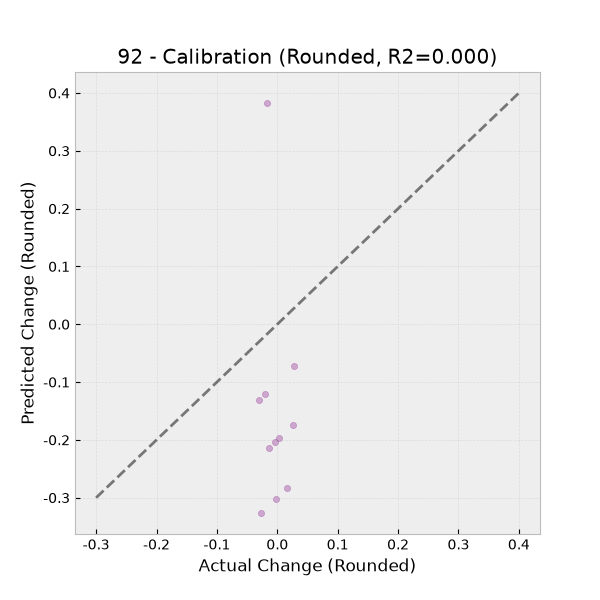 92 - Calibration (Rounded, R2=0.000)
Predicted Change (Rounded)
0.4
0.3
0.2
0.1
0.0
-0.1
-0.2
-0.3
-0.3 -0.2 -0.1 0.0 0.1 0.2 0.3 0.4
Actual Change (Rounded)